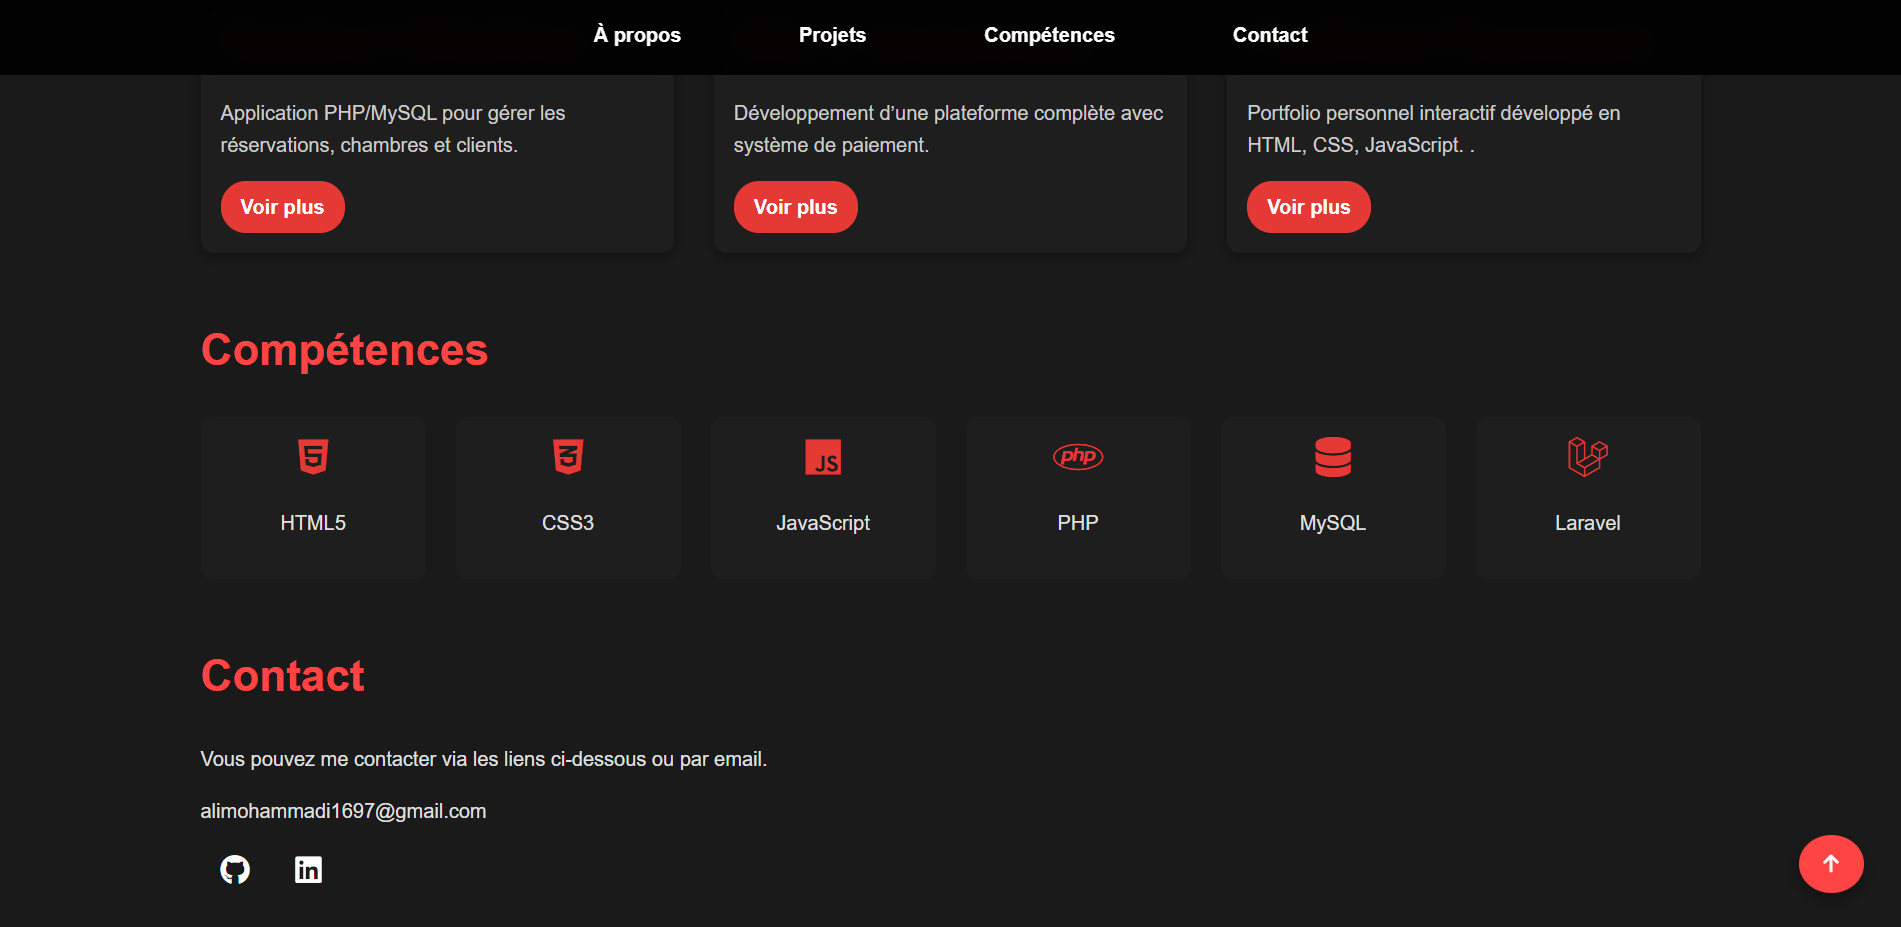 À propos Projets Compétences Contact
Application PHP/MySQL pour gérer les
réservations, chambres et clients.
Voir plus
Développement d’une plateforme complète avec
système de paiement.
Voir plus
Portfolio personnel interactif développé en
HTML, CSS, JavaScript. .
Voir plus
Compétences
5
HTML5
3
CSS3
JS
JavaScript
php
PHP
MySQL
Laravel
Contact
Vous pouvez me contacter via les liens ci-dessous ou par email.
alimohammadi1697@gmail.com
in